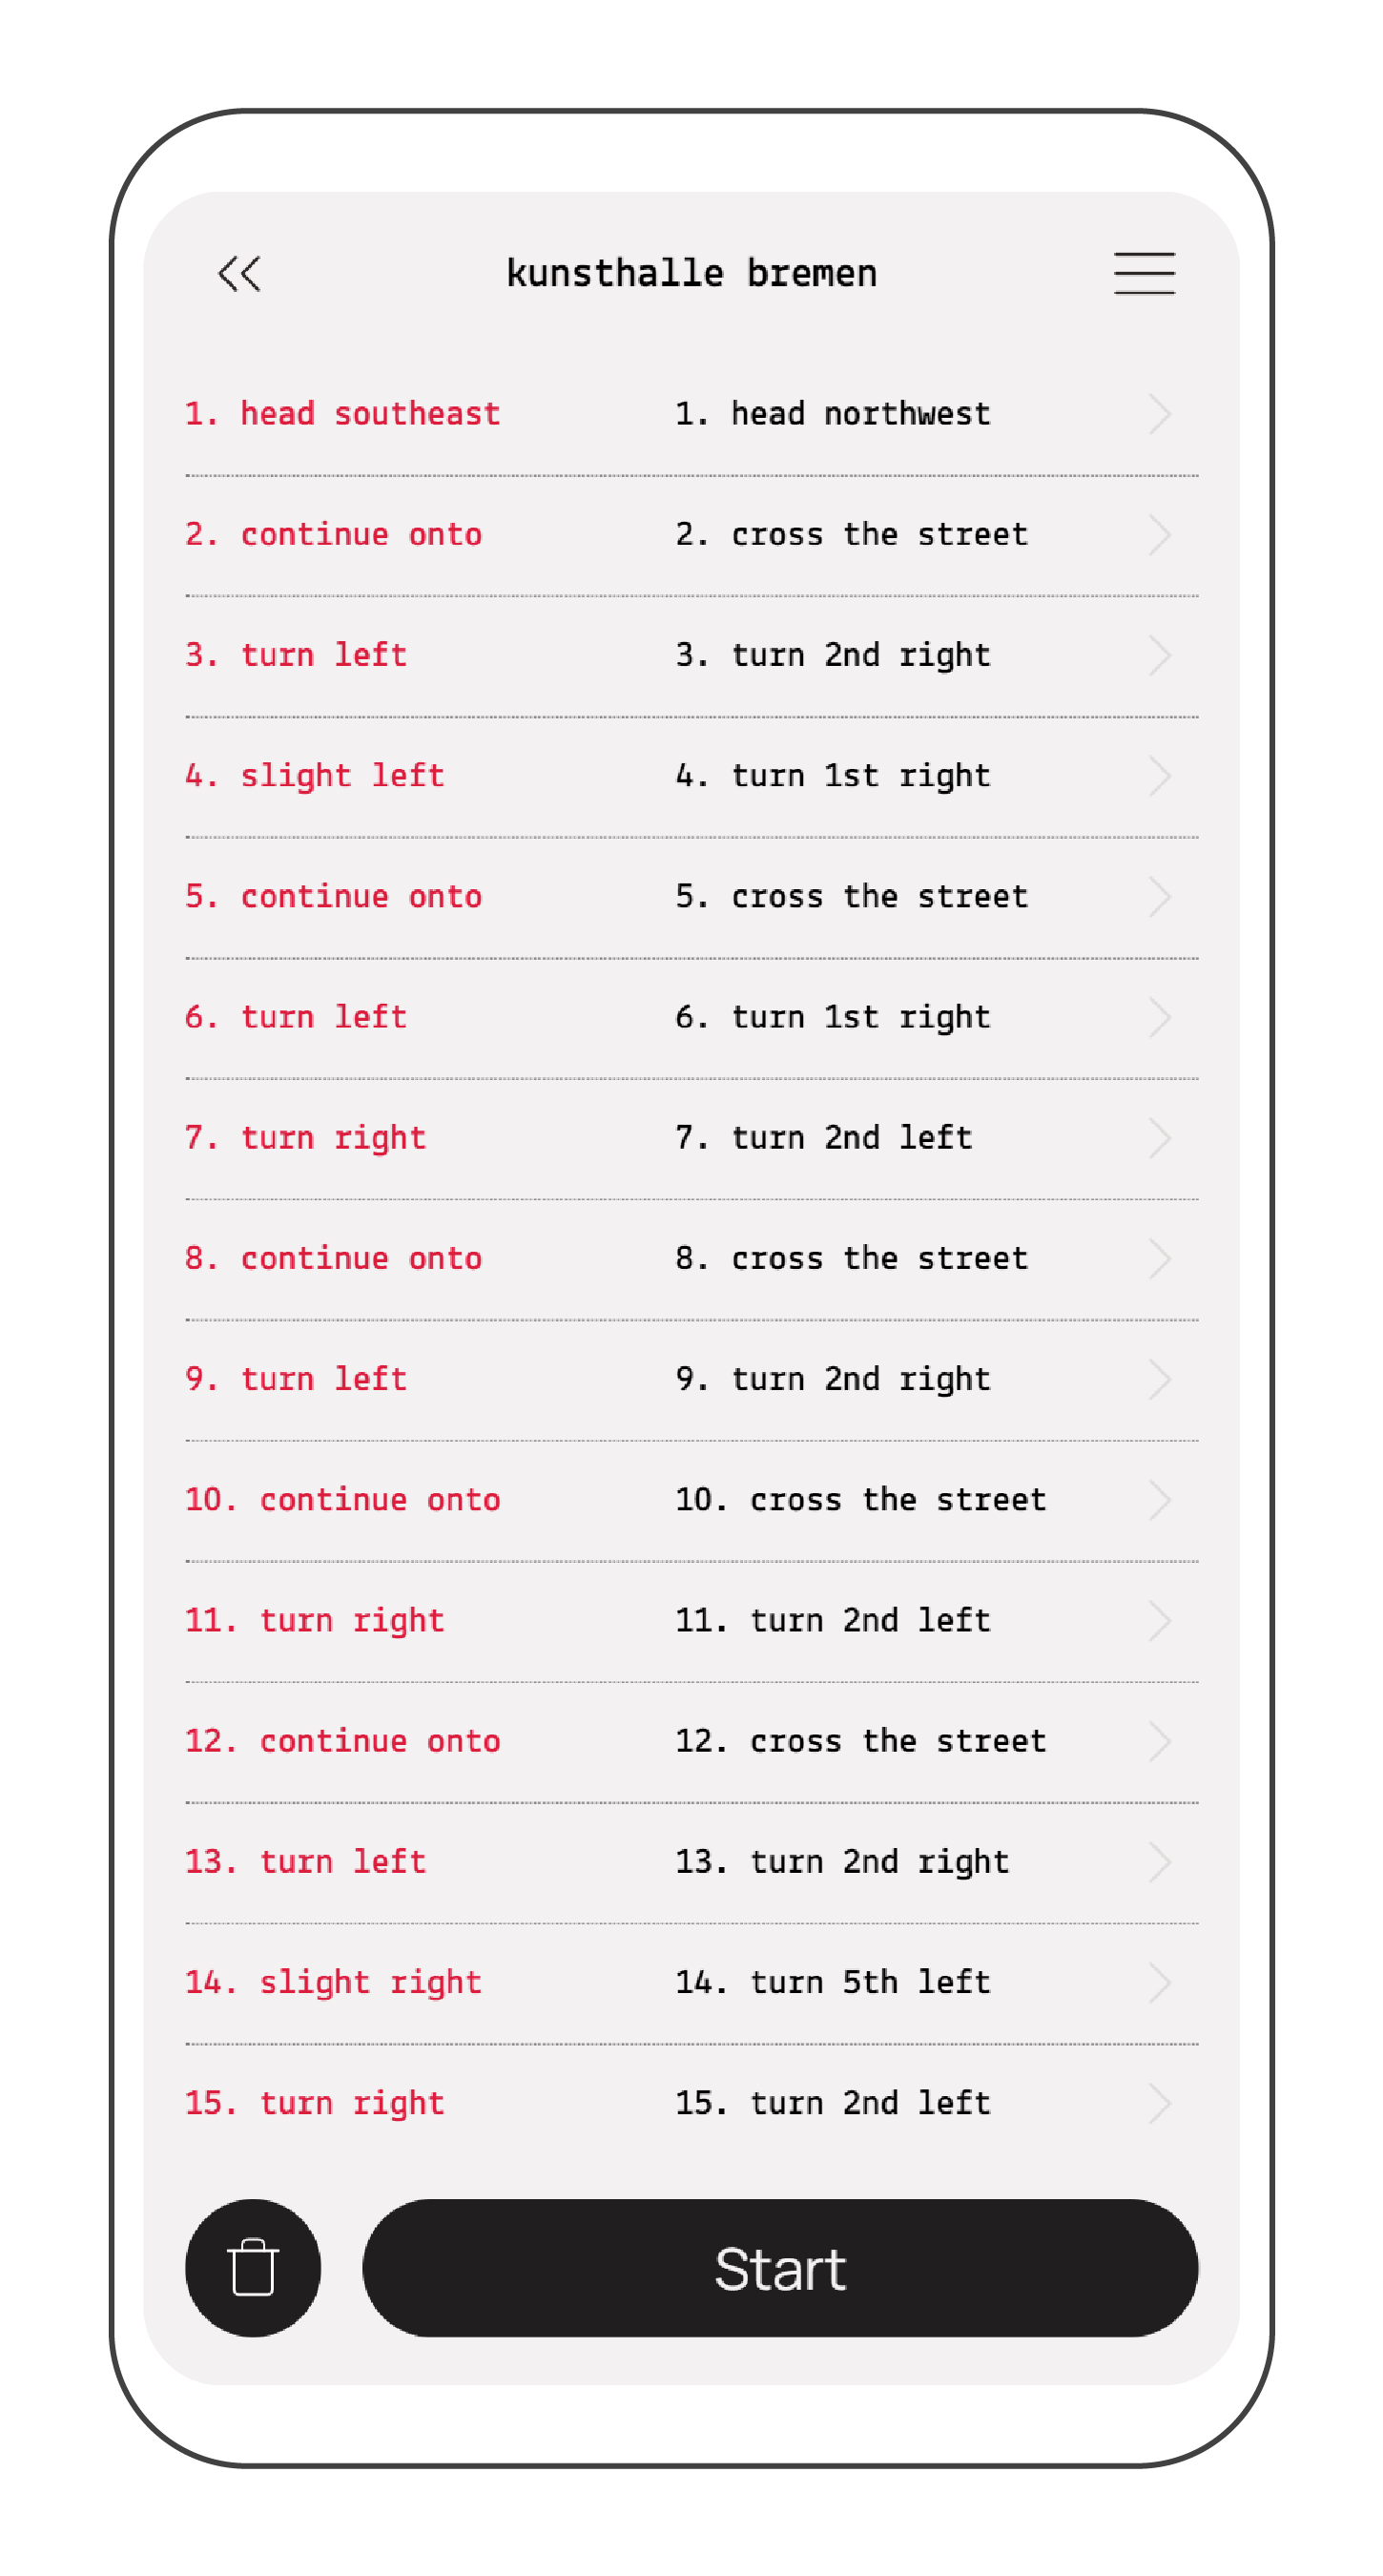 kunsthalle bremen
1. head southeast 1. head northwest
2. continue onto 2. cross the street
3. turn left 3. turn 2nd right
4. slight left 4. turn 1st right
5. continue onto 5. cross the street
6. turn left 6. turn 1st right
7. turn right 7. turn 2nd left
8. continue onto 8. cross the street
9. turn left 9. turn 2nd right
10. continue onto 10. cross the street
11. turn right 11. turn 2nd left
12. continue onto 12. cross the street
13. turn left 13. turn 2nd right
14. slight right 14. turn 5th left
15. turn right 15. turn 2nd left
Start